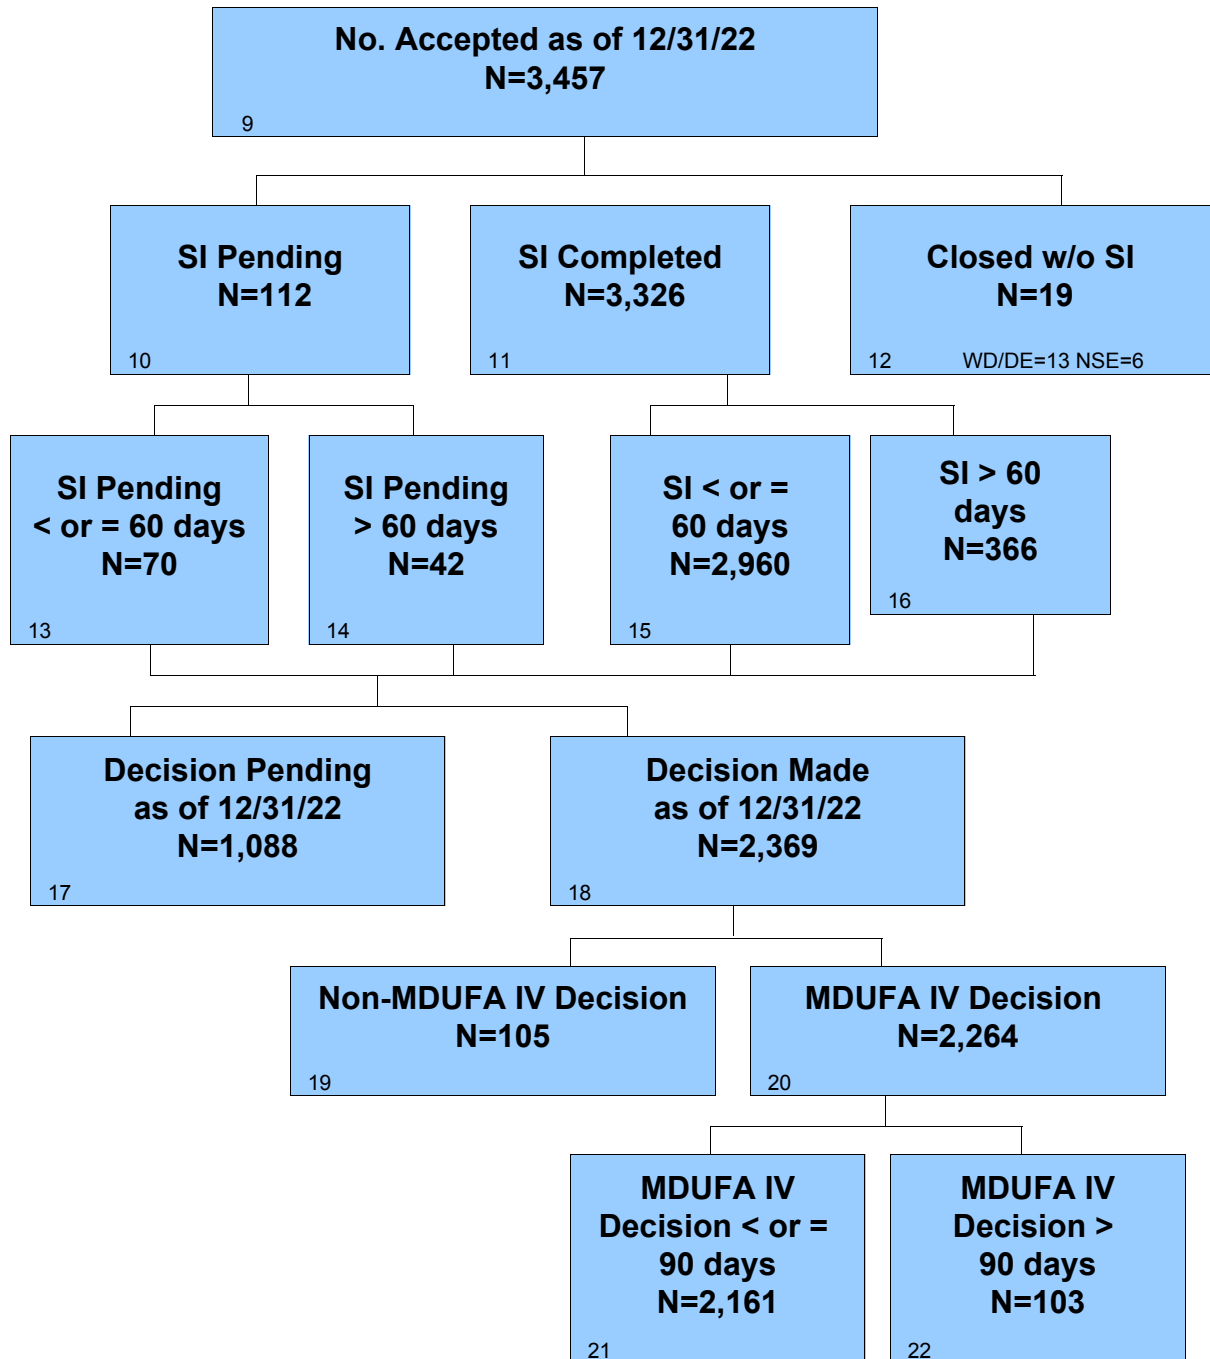 No. Accepted as of 12/31/22
N=3,457
9
SI Pending
N=112
10
SI Completed
N=3,326
11
Closed w/o SI
N=19
12 WD/DE=13 NSE=6
SI Pending
< or = 60 days
N=70
13
SI Pending
> 60 days
N=42
14
SI < or =
60 days
N=2,960
15
SI > 60
days
N=366
16
Decision Pending
as of 12/31/22
N=1,088
17
Decision Made
as of 12/31/22
N=2,369
18
Non-MDUFA IV Decision
N=105
19
MDUFA IV Decision
N=2,264
20
MDUFA IV
Decision < or =
90 days
N=2,161
21
MDUFA IV
Decision >
90 days
N=103
22